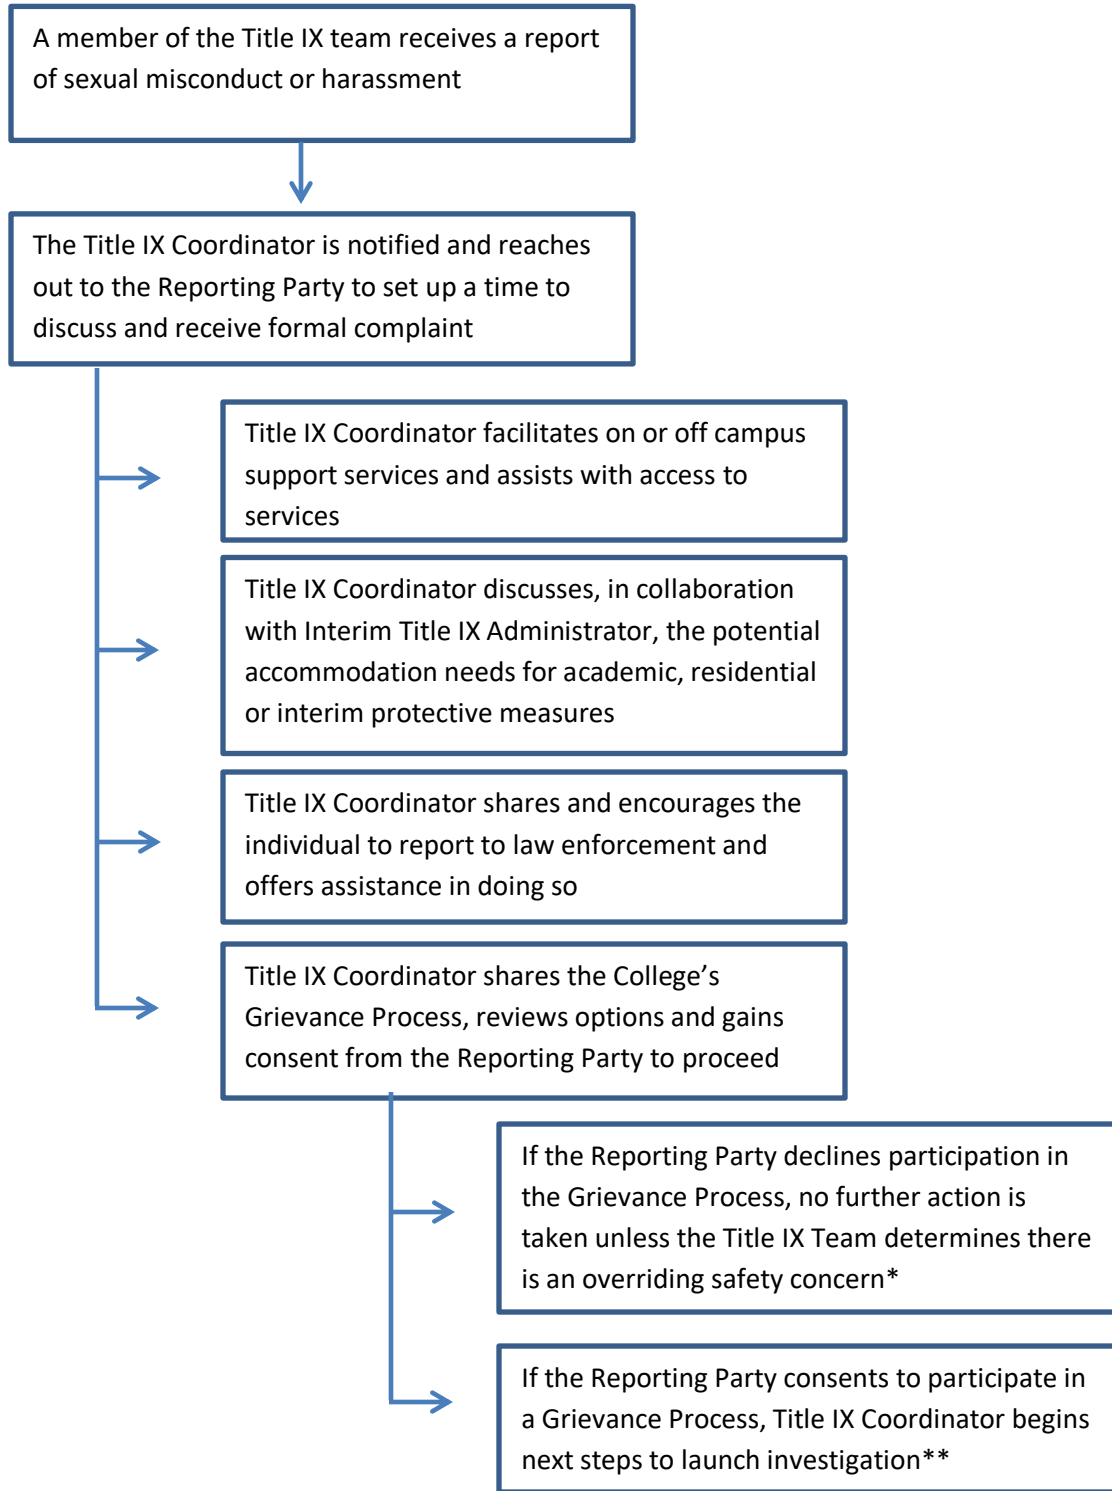 A member of the Title IX team receives a report
of sexual misconduct or harassment
The Title IX Coordinator is notified and reaches
out to the Reporting Party to set up a time to
discuss and receive formal complaint
Title IX Coordinator facilitates on or off campus
support services and assists with access to
services
Title IX Coordinator discusses, in collaboration
with Interim Title IX Administrator, the potential
accommodation needs for academic, residential
or interim protective measures
Title IX Coordinator shares and encourages the
individual to report to law enforcement and
offers assistance in doing so
Title IX Coordinator shares the College’s
Grievance Process, reviews options and gains
consent from the Reporting Party to proceed
If the Reporting Party declines participation in
the Grievance Process, no further action is
taken unless the Title IX Team determines there
is an overriding safety concern*
If the Reporting Party consents to participate in
a Grievance Process, Title IX Coordinator begins
next steps to launch investigation**